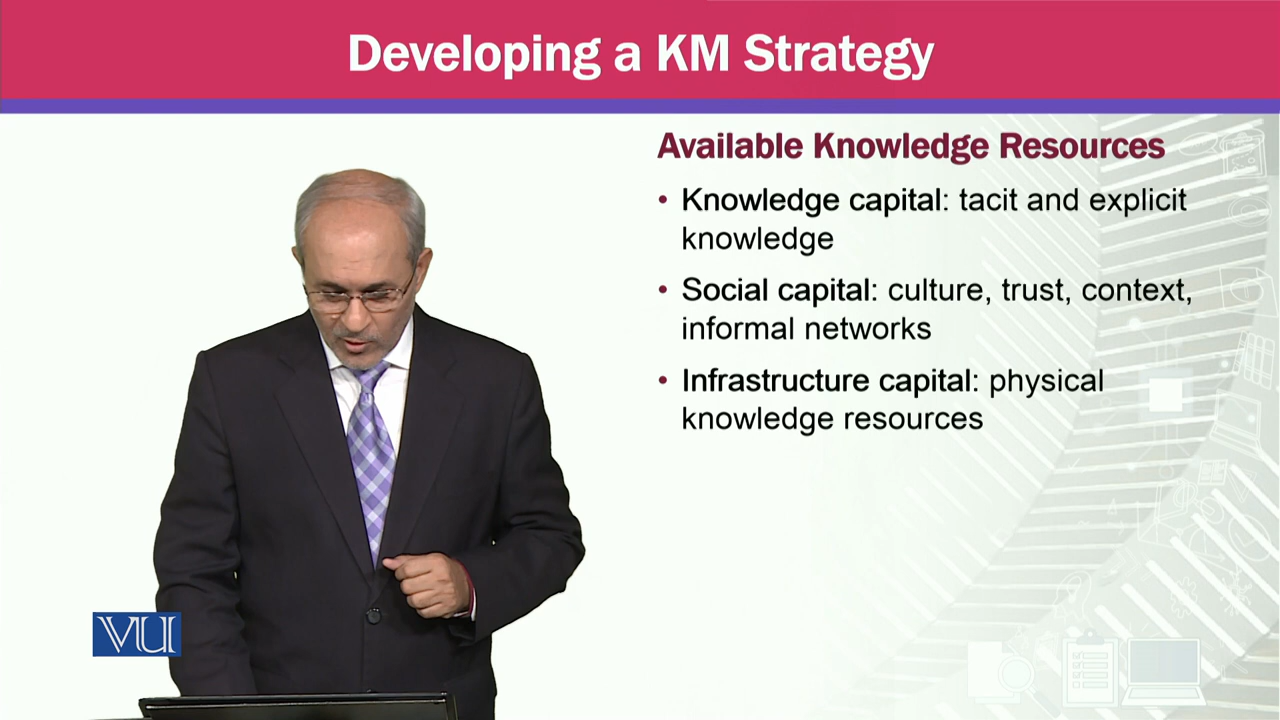 Developing a KM Strategy
Available Knowledge Resources
• Knowledge capital: tacit and explicit
knowledge
• Social capital: culture, trust, context,
informal networks
• Infrastructure capital: physical
knowledge resources
VU